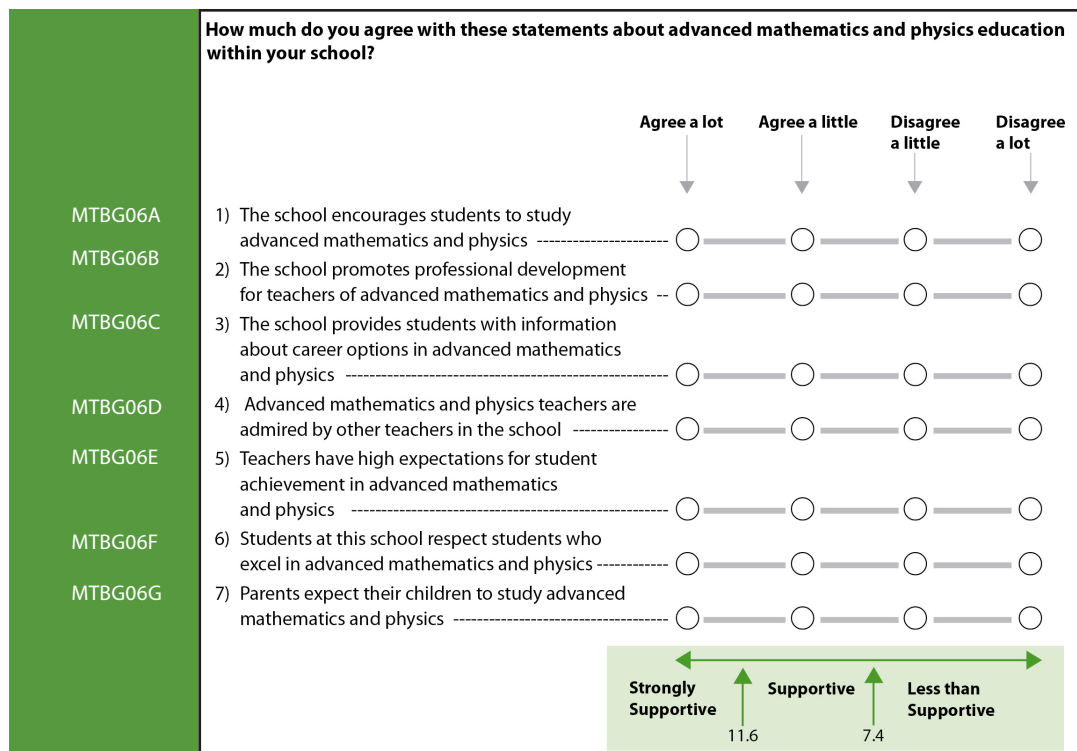 How much do you agree with these statements about advanced mathematics and physics education
within your school?
Agree a lot
Agree a little
Disagree
a little
Disagree
a lot
MTBG06A
1) The school encourages students to study
advanced mathematics and physics ----------------------
MTBG06B
2) The school promotes professional development
for teachers of advanced mathematics and physics --
MTBG06C
3) The school provides students with information
about career options in advanced mathematics
and physics ------------------------------------------------------
MTBG06D
4) Advanced mathematics and physics teachers are
admired by other teachers in the school ----------------
MTBG06E
5) Teachers have high expectations for student
achievement in advanced mathematics
and physics -----------------------------------------------------
MTBG06F
6) Students at this school respect students who
excel in advanced mathematics and physics ------------
MTBG06G
7) Parents expect their children to study advanced
mathematics and physics ------------------------------------
Strongly
Supportive
Supportive
Less than
Supportive
11.6
7.4